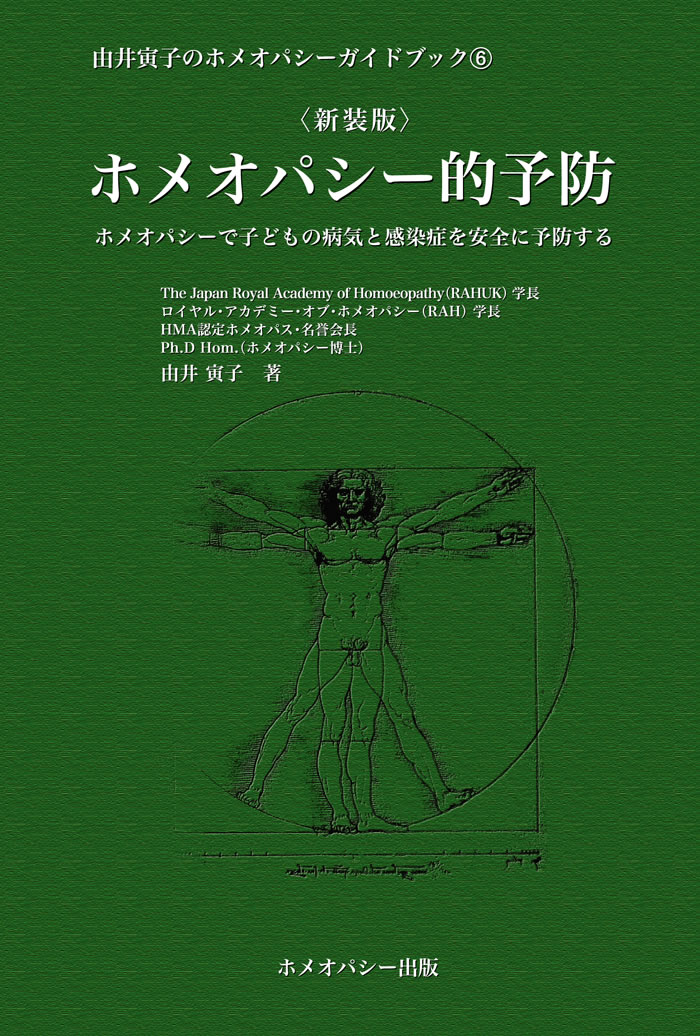 由井寅子のホメオパシーガイドブック⑥
〈新装版〉
ホメオパシー的予防
ホメオパシーで子どもの病気と感染症を安全に予防する
The Japan Royal Academy of Homoeopathy（RAHUK）学長
ロイヤル・アカデミー・オブ・ホメオパシー（RAH）学長
HMA認定ホメオパス・名誉会長
Ph.D Hom.（ホメオパシー博士）
由井 寅子　著
ホメオパシー出版